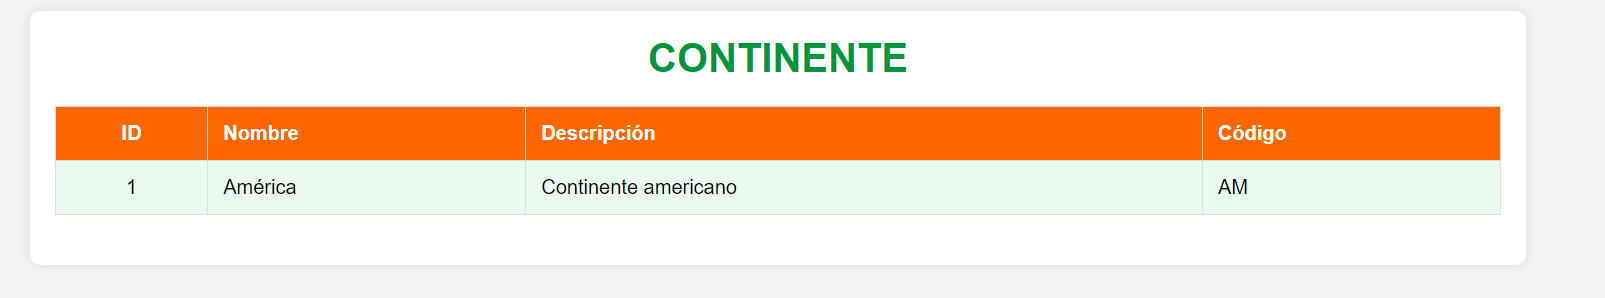 CONTINENTE
ID Nombre Descripción Código
1 América Continente americano AM